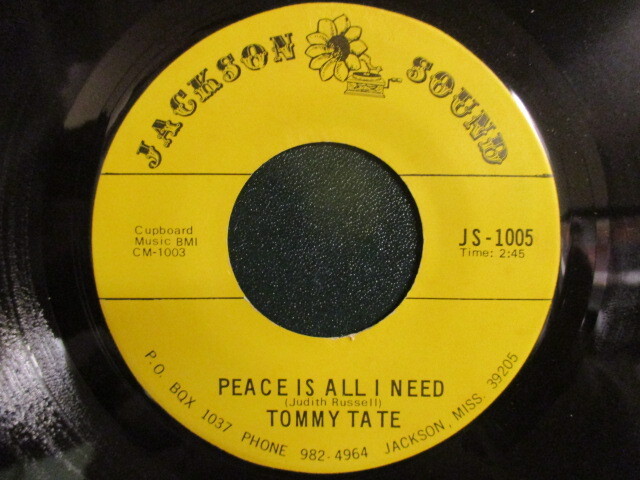 JACKSON SOUND
Cupboard
Music BMI
CM-1003
JS-1005
Time: 2:45
PEACE IS ALL I NEED
(Judith Russell)
TOMMY TATE
P.O. BOX 1037 PHONE 982-4964 JACKSON, MISS. 39205